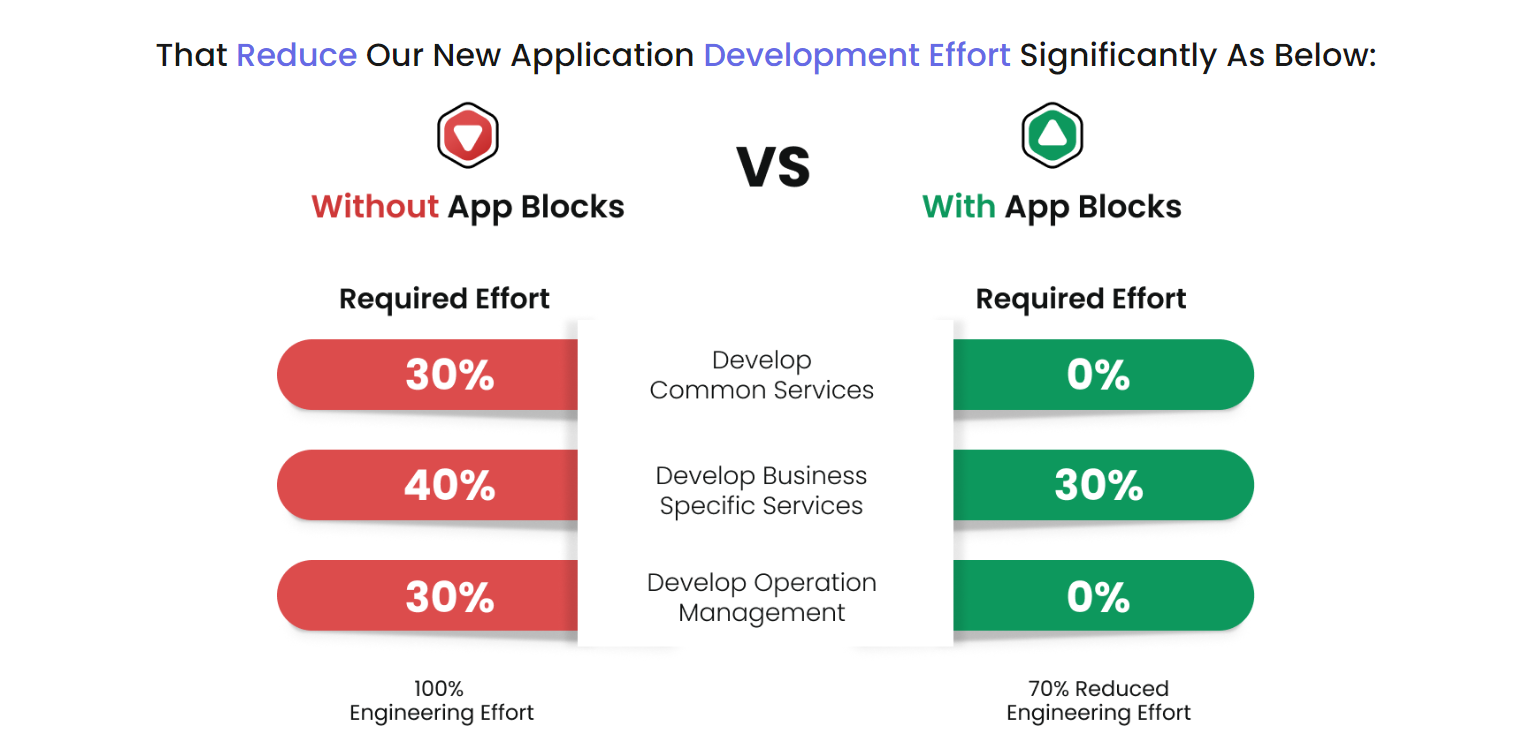 That Reduce Our New Application Development Effort Significantly As Below:
VS
Without App Blocks
With App Blocks
Required Effort
Required Effort
30%
Develop
Common Services
0%
40%
Develop Business
Specific Services
30%
30%
Develop Operation
Management
0%
100%
Engineering Effort
70% Reduced
Engineering Effort